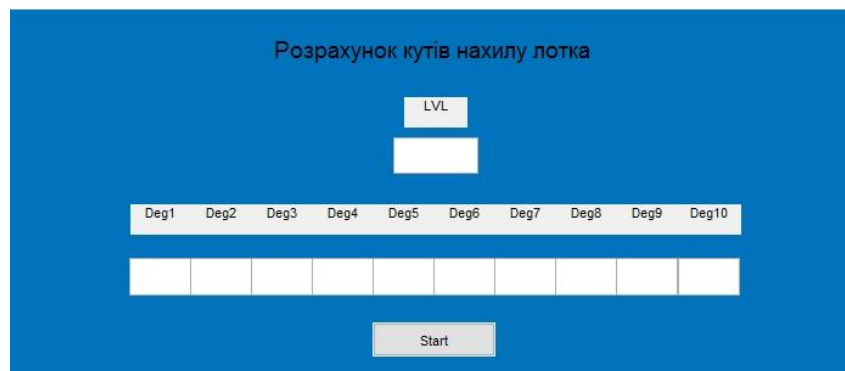 Розрахунок кутів нахилу лотка
LVL
Deg1 Deg2 Deg3 Deg4 Deg5 Deg6 Deg7 Deg8 Deg9 Deg10
Start